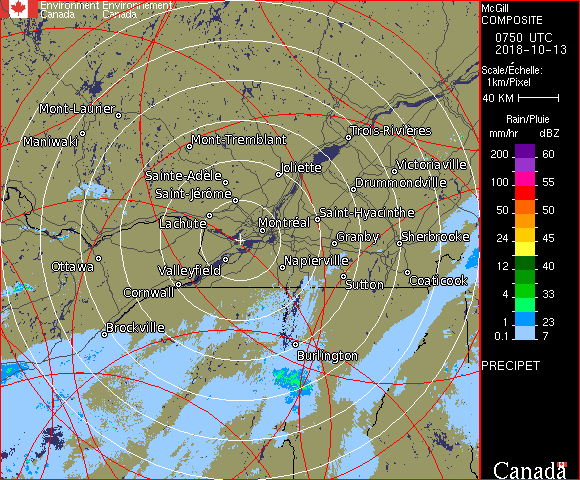 Environment Environnement
Canada Canada
McGill
COMPOSITE
0750 UTC
2018-10-13
Scale/Échelle:
1km/Pixel
40 KM
Rain/Pluie
mm/hr dBZ
200 60
150 55
100 55
50 50
24 45
12 40
4 33
1 23
0.1 7
PRECIPET
Mont-Laurier
Maniwaki
Mont-Tremblant
Trois-Rivières
Sainte-Adèle
Joliette
Victoriaville
Saint-Jérôme
Drummondville
Lachute
Montréal
Saint-Hyacinthe
Granby
Sherbrooke
Ottawa
Valleyfield
Napierville
Cornwall
Sutton
Coaticook
Brockville
Burlington
Canada